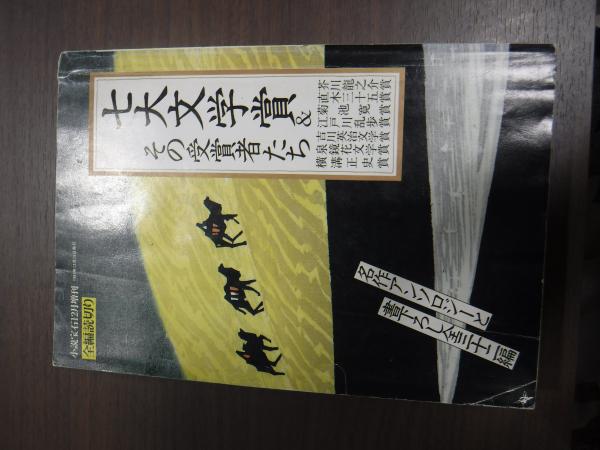 七大文学賞
&
その受賞者たち
芥川龍之介賞
直木三十五賞
菊池寛賞
江戸川乱歩賞
吉川英治文学賞
泉鏡花文学賞
横溝正史賞
名作アンソロジーと
書下ろし全三十二編
小説宝石12月増刊
全編読切り